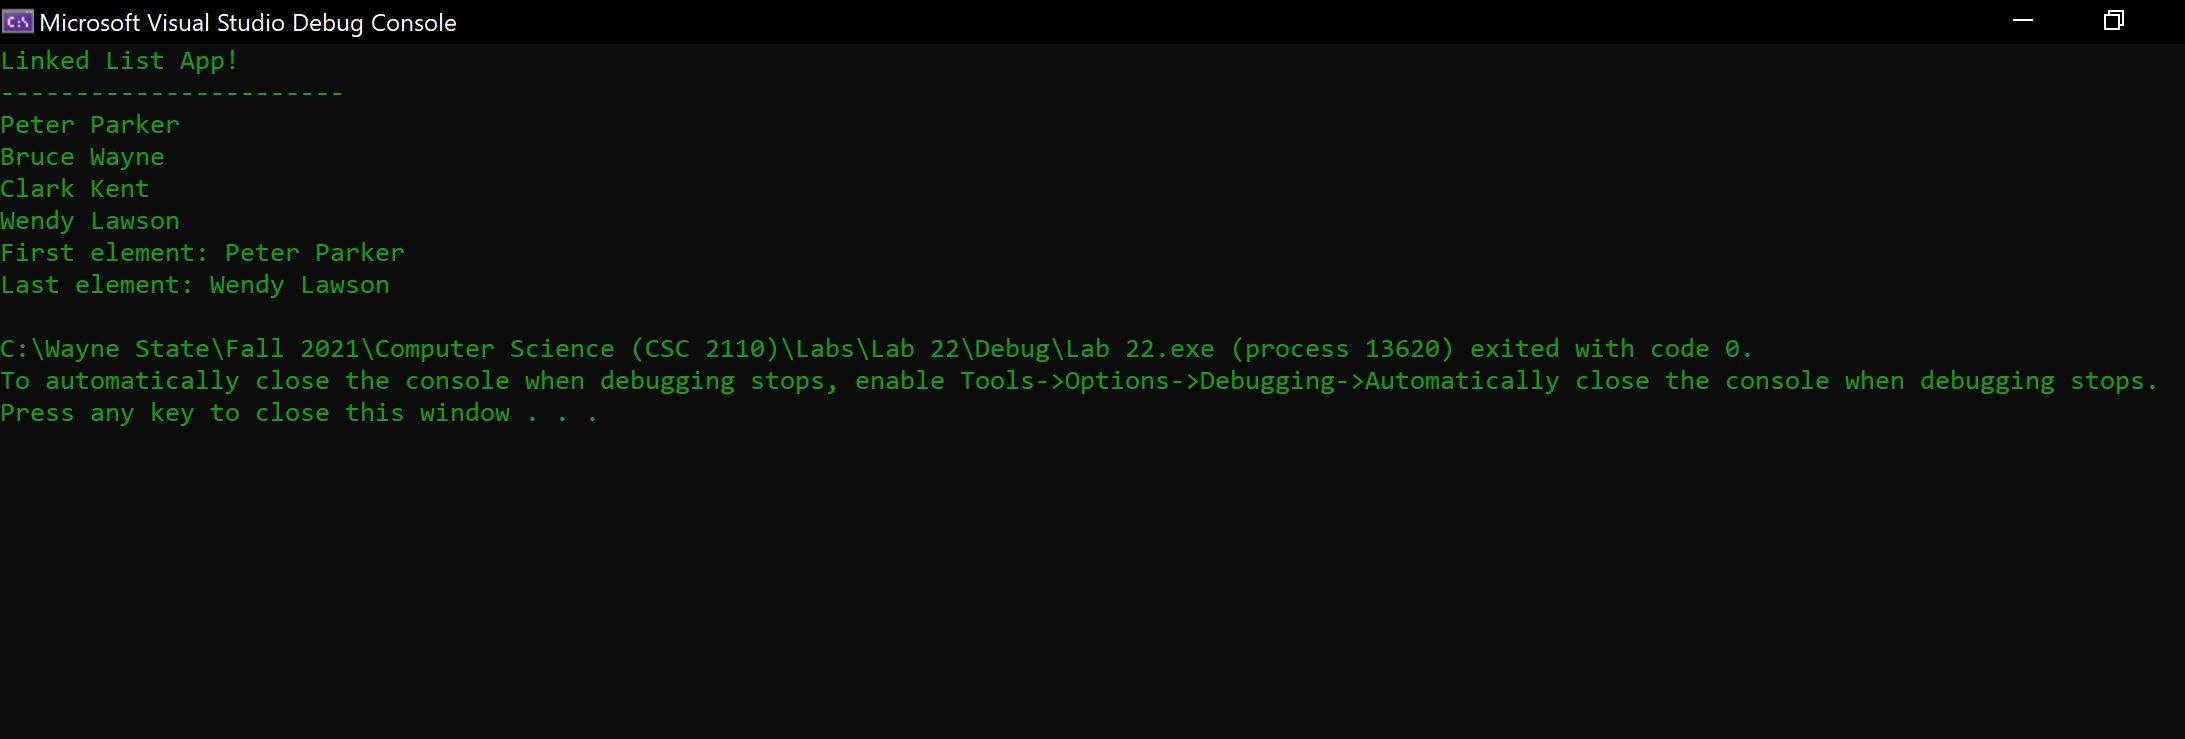 Microsoft Visual Studio Debug Console
Linked List App!
-----------------------
Peter Parker
Bruce Wayne
Clark Kent
Wendy Lawson
First element: Peter Parker
Last element: Wendy Lawson
C:\Wayne State\Fall 2021\Computer Science (CSC 2110)\Labs\Lab 22\Debug\Lab 22.exe (process 13620) exited with code 0.
To automatically close the console when debugging stops, enable Tools->Options->Debugging->Automatically close the console when debugging stops.
Press any key to close this window . . .